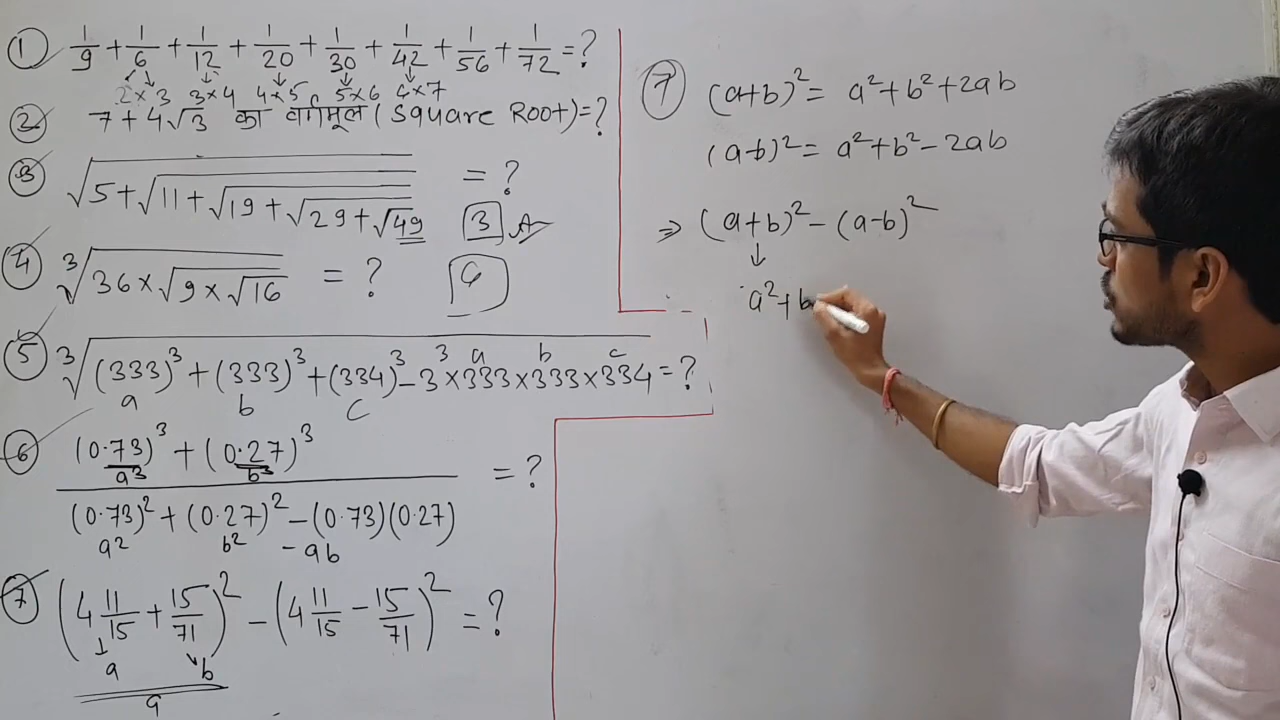 ① 1/9 + 1/6 + 1/12 + 1/20 + 1/30 + 1/42 + 1/56 + 1/72 = ?
2×3 3×4 4×5 5×6 6×7
② 7+4√3 का वर्गमूल (Square Root)=?
③ √(5+√(11+√(19+√(29+√49)))) = ?
3 A
④ ∛(36×√(9×√16)) = ?
6
⑤ ∛((333)³+(333)³+(334)³-3×333×333×334) = ?
a b c
3 a b c
⑥ ((0.73)³+(0.27)³)/((0.73)²+(0.27)²-(0.73)(0.27)) = ?
a³ b³
a² b² -ab
⑦ (4 11/15 + 15/71)² - (4 11/15 - 15/71)² = ?
a b
9
⑦ (a+b)² = a²+b²+2ab
(a-b)² = a²+b²-2ab
⇒ (a+b)² - (a-b)²
↓
a²+b